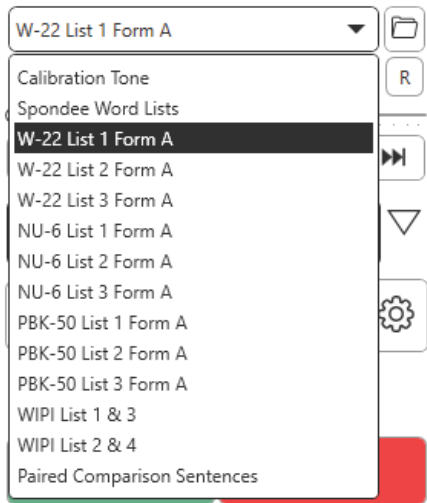 W-22 List 1 Form A
Calibration Tone
R
Spondee Word Lists
W-22 List 1 Form A
W-22 List 2 Form A
W-22 List 3 Form A
NU-6 List 1 Form A
NU-6 List 2 Form A
NU-6 List 3 Form A
PBK-50 List 1 Form A
PBK-50 List 2 Form A
PBK-50 List 3 Form A
WIPI List 1 & 3
WIPI List 2 & 4
Paired Comparison Sentences